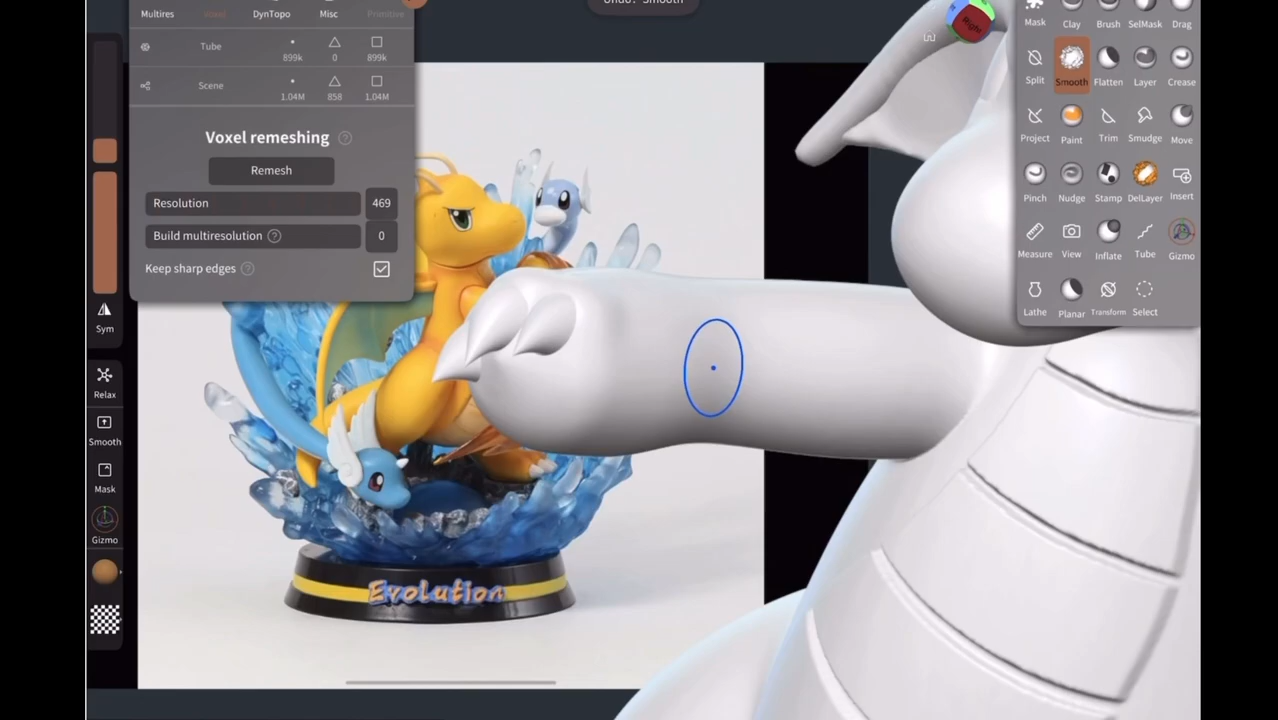 Undo: Smooth
Multires
Voxel
DynTopo
Misc
Primitive
Tube
899k
0
899k
Scene
1.04M
858
1.04M
Voxel remeshing ?
Remesh
Resolution 469
Build multiresolution ? 0
Keep sharp edges ?
Sym
Relax
Smooth
Mask
Gizmo
Evolution
Right
Mask
Clay
Brush
SelMask
Drag
Split
Smooth
Flatten
Layer
Crease
Project
Paint
Trim
Smudge
Move
Pinch
Nudge
Stamp
DelLayer
Insert
Measure
View
Inflate
Tube
Gizmo
Lathe
Planar
Transform
Select